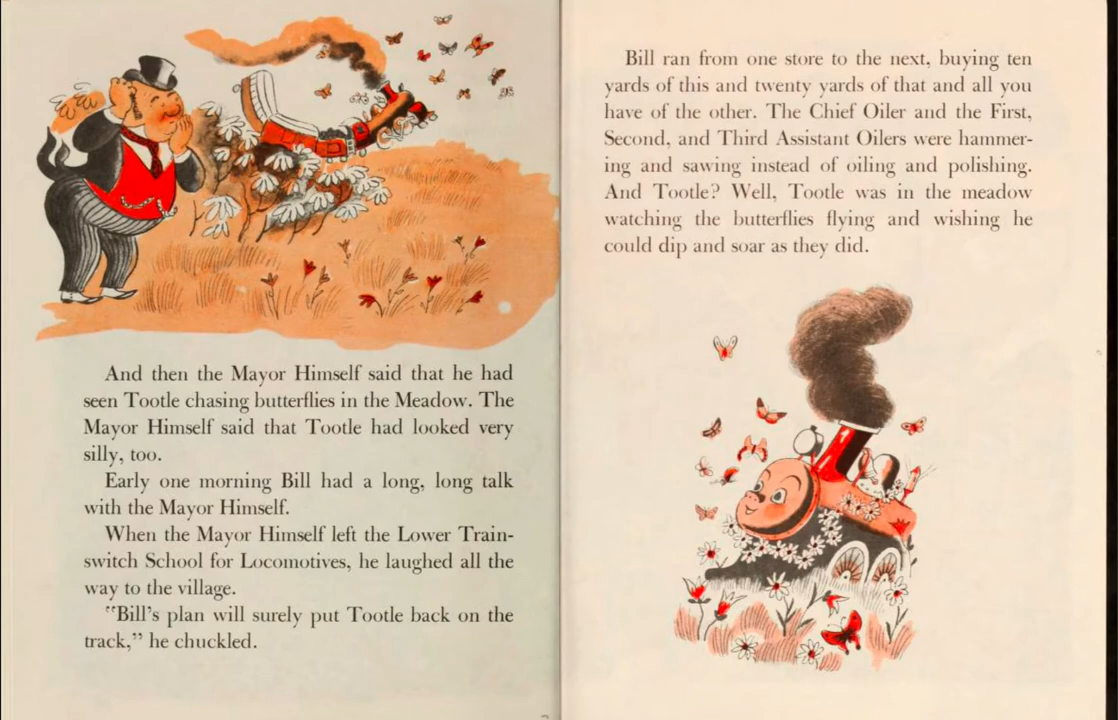 And then the Mayor Himself said that he had
seen Tootle chasing butterflies in the Meadow. The
Mayor Himself said that Tootle had looked very
silly, too.
Early one morning Bill had a long, long talk
with the Mayor Himself.
When the Mayor Himself left the Lower Train-
switch School for Locomotives, he laughed all the
way to the village.
"Bill's plan will surely put Tootle back on the
track," he chuckled.
Bill ran from one store to the next, buying ten
yards of this and twenty yards of that and all you
have of the other. The Chief Oiler and the First,
Second, and Third Assistant Oilers were hammer-
ing and sawing instead of oiling and polishing.
And Tootle? Well, Tootle was in the meadow
watching the butterflies flying and wishing he
could dip and soar as they did.